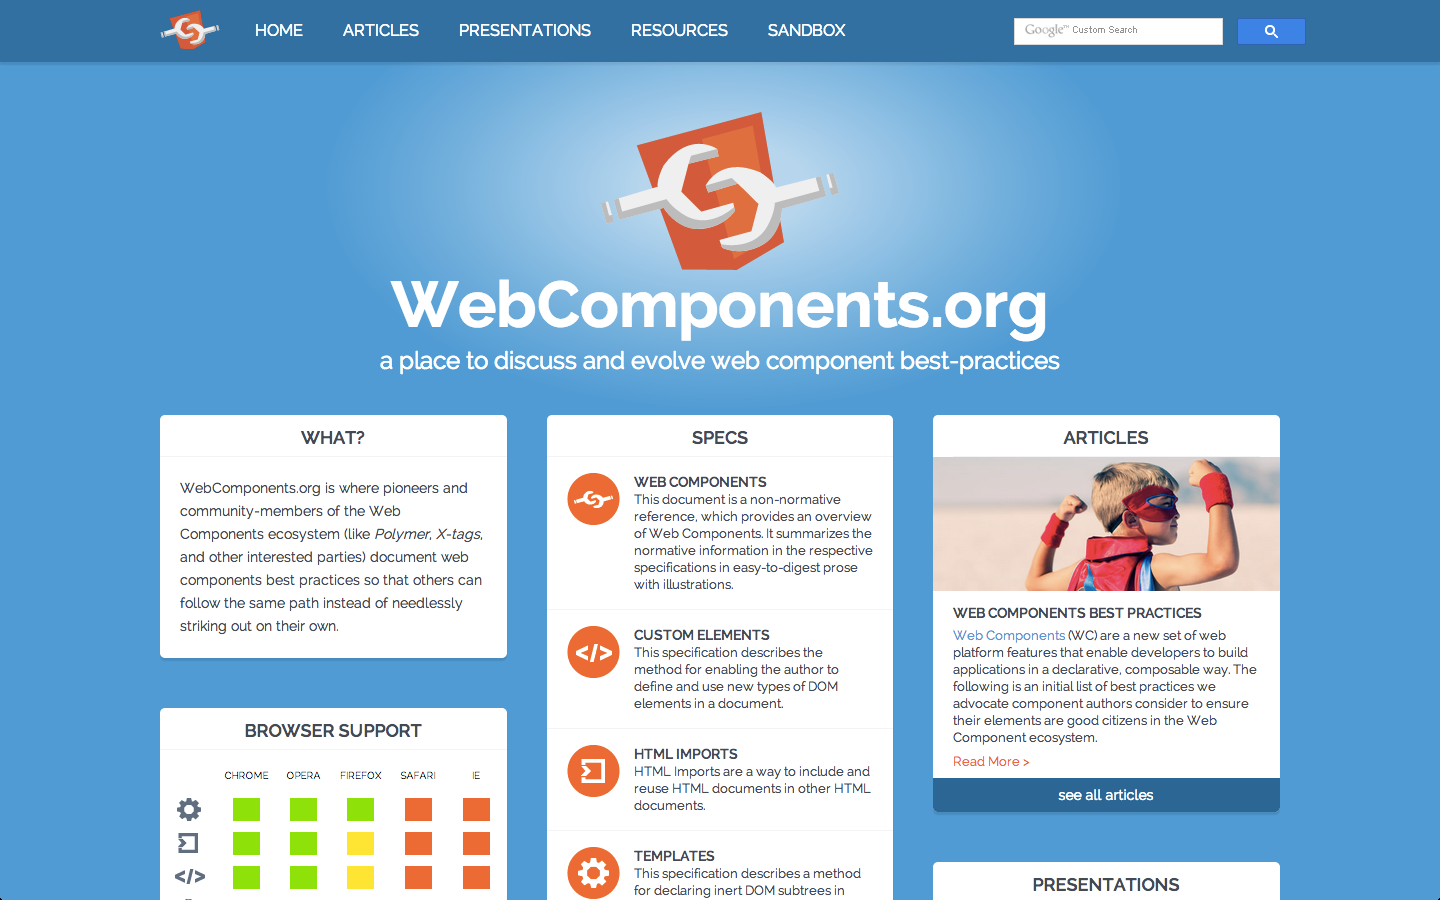 HOME ARTICLES PRESENTATIONS RESOURCES SANDBOX
Google™ Custom Search
WebComponents.org
a place to discuss and evolve web component best-practices
WHAT?
WebComponents.org is where pioneers and
community-members of the Web
Components ecosystem (like Polymer, X-tags,
and other interested parties) document web
components best practices so that others can
follow the same path instead of needlessly
striking out on their own.
BROWSER SUPPORT
CHROME OPERA FIREFOX SAFARI IE
</>
SPECS
WEB COMPONENTS
This document is a non-normative
reference, which provides an overview
of Web Components. It summarizes the
normative information in the respective
specifications in easy-to-digest prose
with illustrations.
</>
CUSTOM ELEMENTS
This specification describes the
method for enabling the author to
define and use new types of DOM
elements in a document.
HTML IMPORTS
HTML Imports are a way to include and
reuse HTML documents in other HTML
documents.
TEMPLATES
This specification describes a method
for declaring inert DOM subtrees in
ARTICLES
WEB COMPONENTS BEST PRACTICES
Web Components (WC) are a new set of web
platform features that enable developers to build
applications in a declarative, composable way. The
following is an initial list of best practices we
advocate component authors consider to ensure
their elements are good citizens in the Web
Component ecosystem.
Read More >
see all articles
PRESENTATIONS